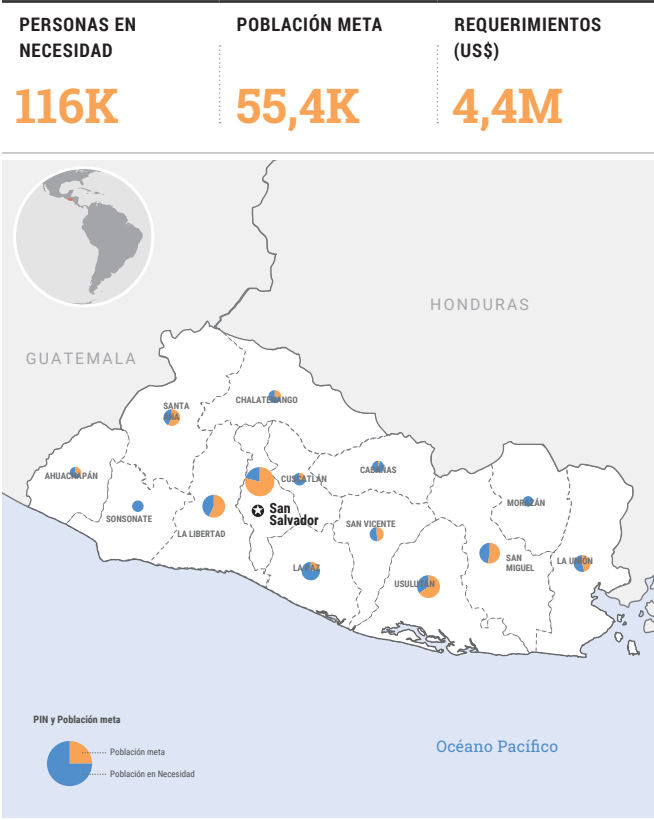 PERSONAS EN
NECESIDAD
116K
POBLACIÓN META
55,4K
REQUERIMIENTOS
(US$)
4,4M
HONDURAS
GUATEMALA
SANTA
ANA
CHALATENANGO
AHUACHAPÁN
CUSCATLÁN
CABAÑAS
SONSONATE
San
Salvador
MORAZÁN
LA LIBERTAD
SAN VICENTE
LA PAZ
USULUTÁN
SAN
MIGUEL
LA UNIÓN
PIN y Población meta
Población meta
Población en Necesidad
Océano Pacífico